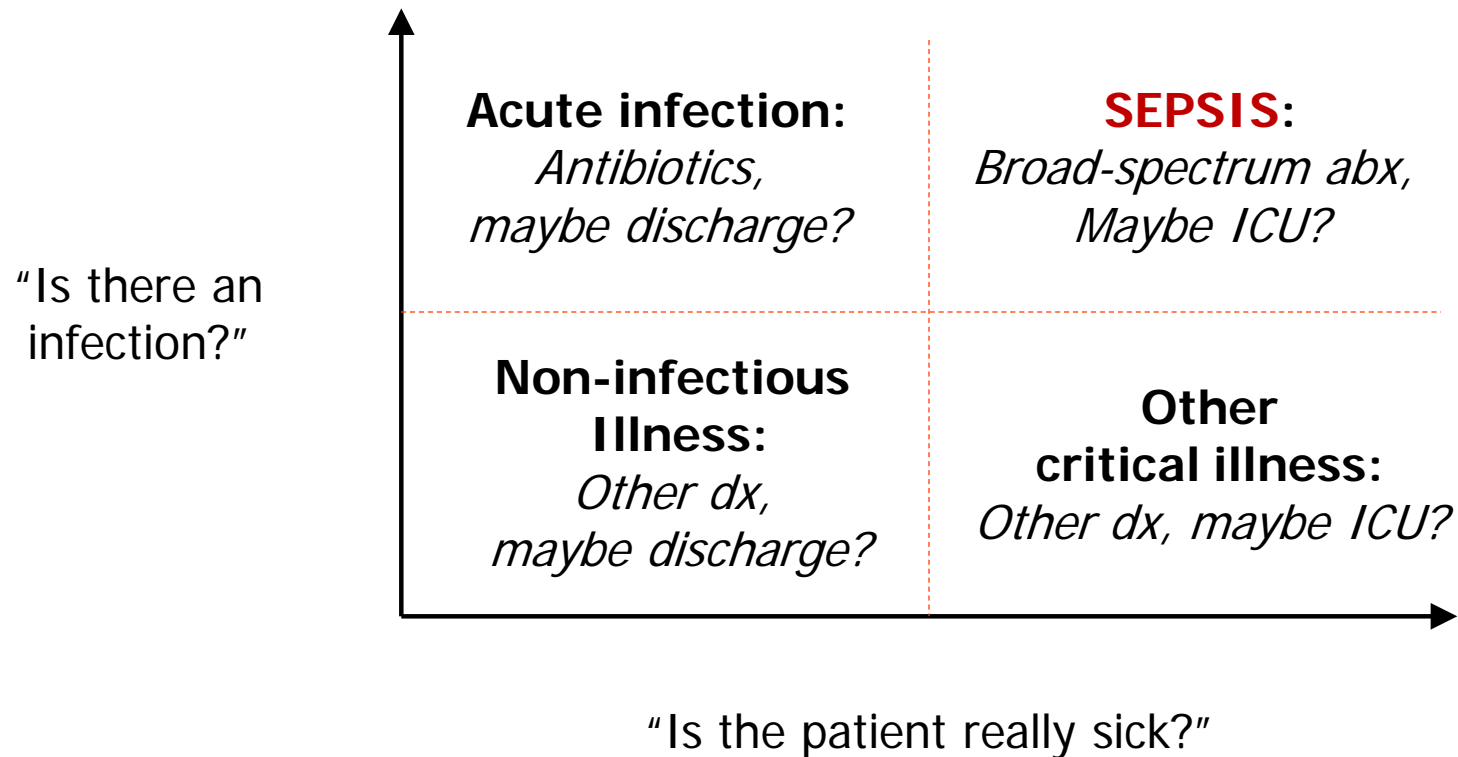 Acute infection:
Antibiotics,
maybe discharge?
SEPSIS:
Broad-spectrum abx,
Maybe ICU?
"Is there an
infection?"
Non-infectious
Illness:
Other dx,
maybe discharge?
Other
critical illness:
Other dx, maybe ICU?
"Is the patient really sick?"